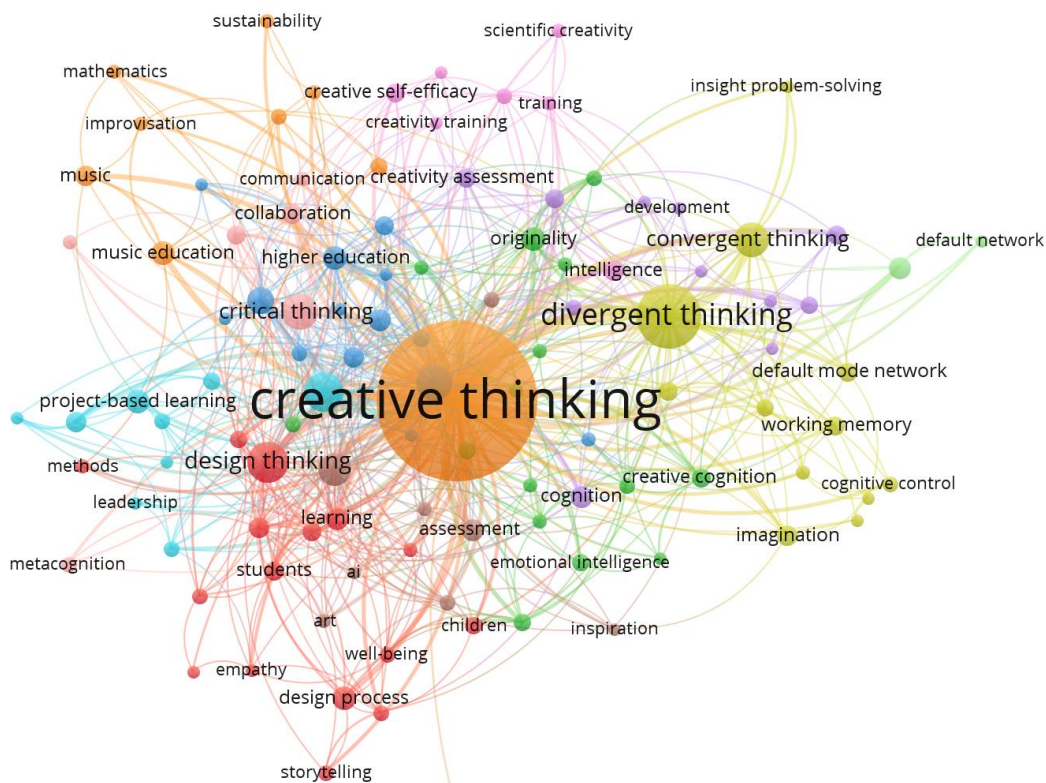 sustainability
scientific creativity
mathematics
insight problem-solving
creative self-efficacy
training
improvisation
creativity training
music
communication
creativity assessment
collaboration
development
originality
convergent thinking
default network
music education
higher education
intelligence
critical thinking
divergent thinking
default mode network
creative thinking
project-based learning
working memory
design thinking
methods
creative cognition
cognitive control
cognition
leadership
learning
assessment
imagination
metacognition
students
ai
emotional intelligence
art
children
inspiration
well-being
empathy
design process
storytelling